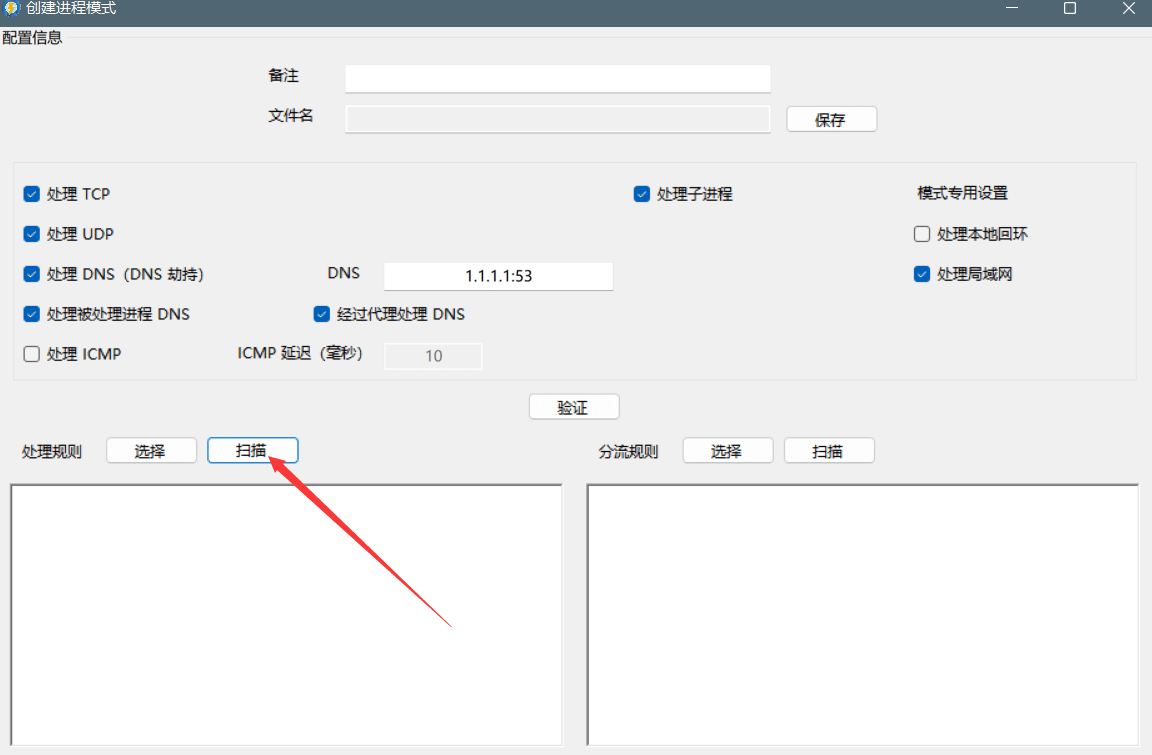 创建进程模式
配置信息
备注
文件名
保存
处理 TCP
处理子进程
模式专用设置
处理 UDP
处理本地回环
处理 DNS（DNS 劫持）
DNS
1.1.1.1:53
处理局域网
处理被处理进程 DNS
经过代理处理 DNS
处理 ICMP
ICMP 延迟（毫秒）
10
验证
处理规则
选择
扫描
分流规则
选择
扫描